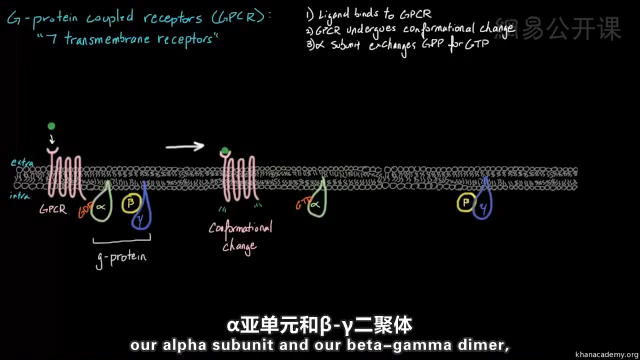 G-protein coupled receptors (GPCR):
"7 transmembrane receptors"
1) Ligand binds to GPCR
2) GPCR undergoes conformational change
3) α subunit exchanges GPP for GTP
網易公开课
extra
intra
GPCR
GDP
α
β
γ
g-protein
Conformational
change
GTP
α
β
γ
α亚单元和β-γ二聚体
our alpha subunit and our beta-gamma dimer,
khanacademy.org